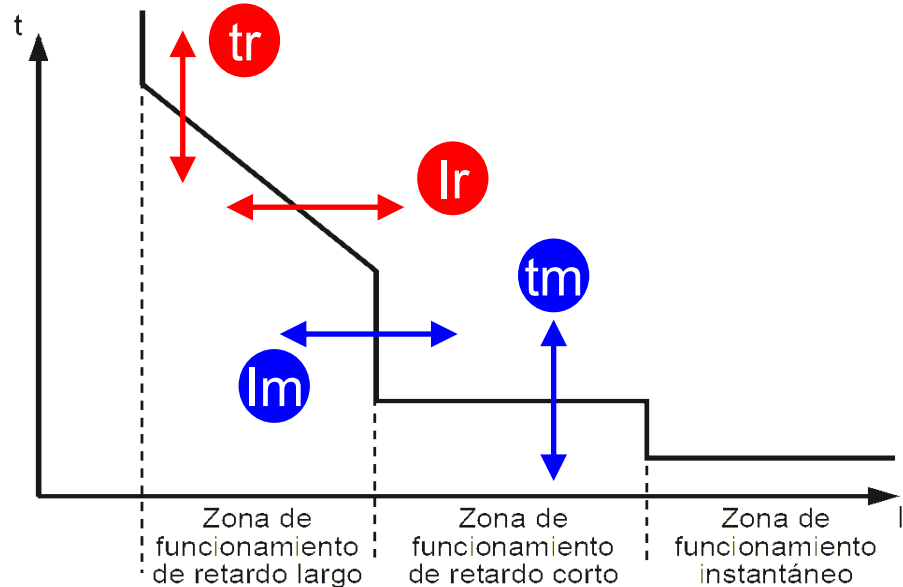 t
tr
Ir
tm
Im
I
Zona de
funcionamiento
de retardo largo
Zona de
funcionamiento
de retardo corto
Zona de
funcionamiento
instantáneo